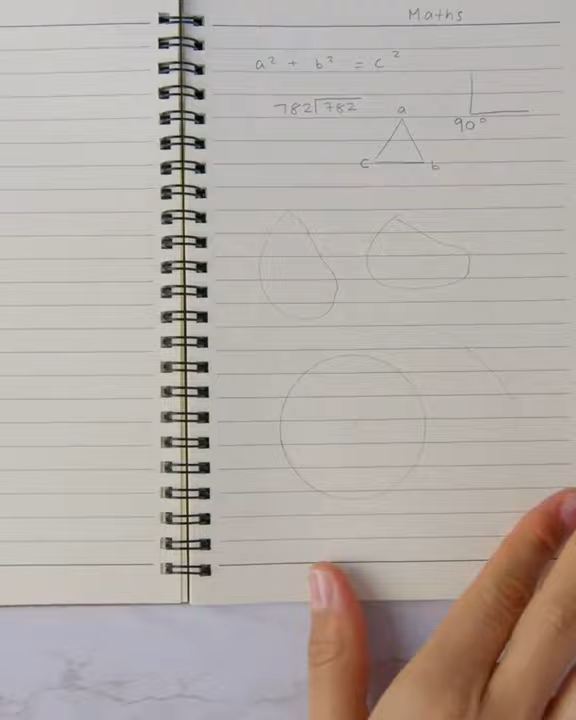 Maths
a² + b² = c²
782⟌782
a
90°
c b